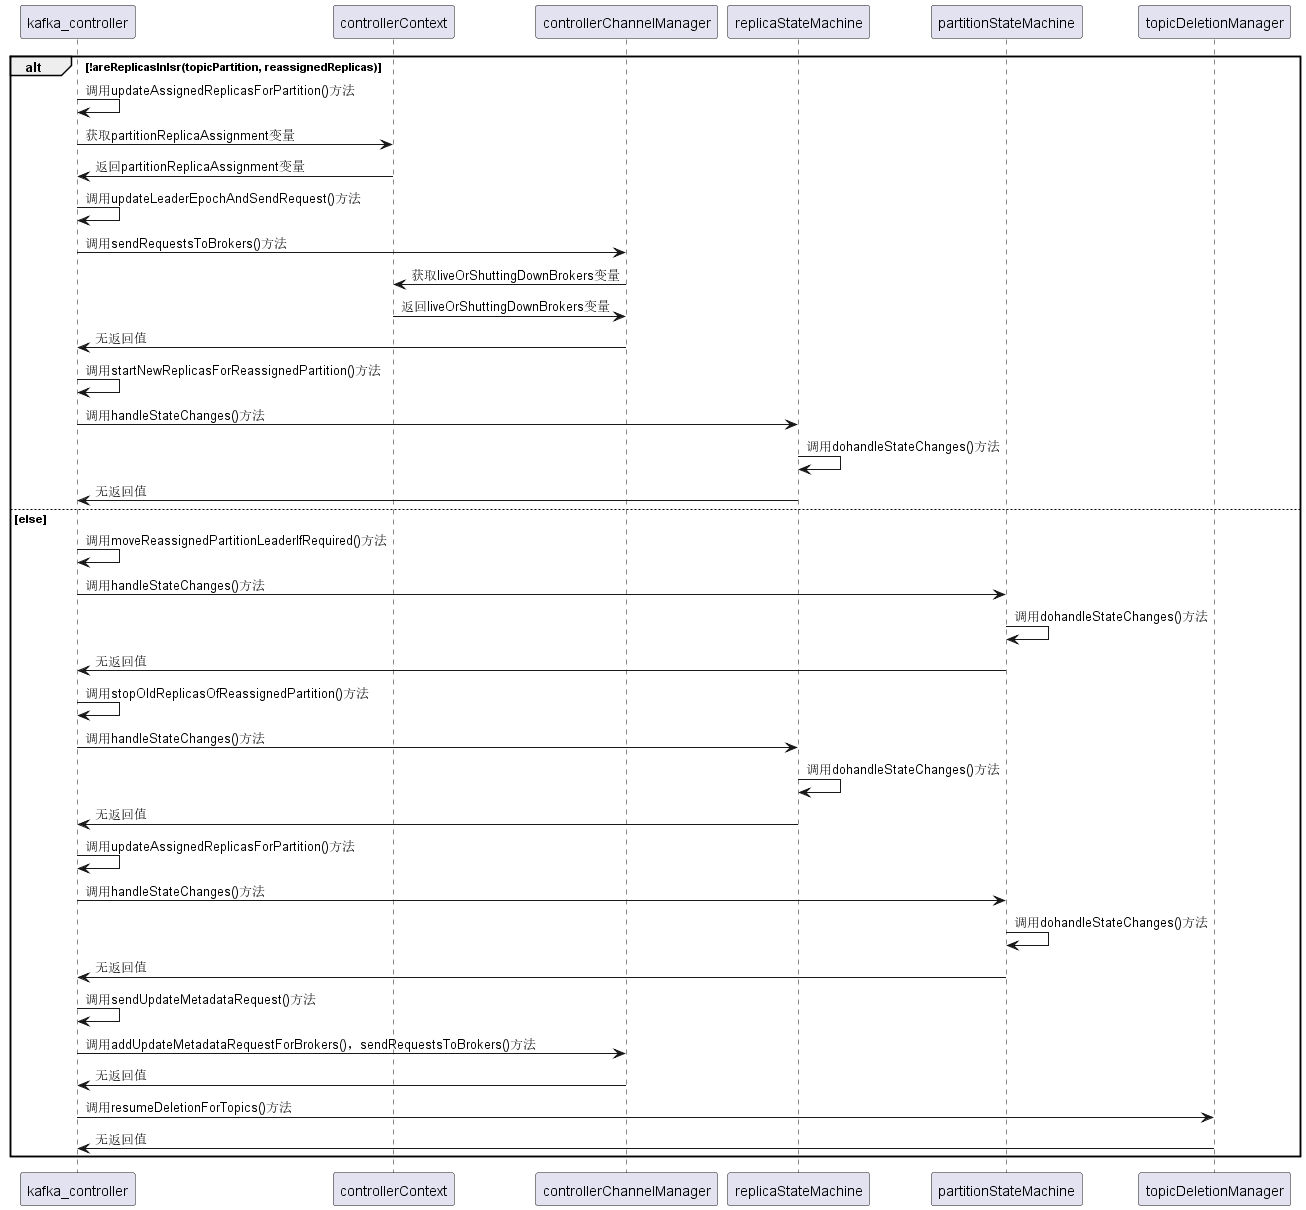 kafka_controller controllerContext controllerChannelManager replicaStateMachine partitionStateMachine topicDeletionManager
alt [!areReplicasInIsr(topicPartition, reassignedReplicas)]
调用updateAssignedReplicasForPartition()方法
获取partitionReplicaAssignment变量
返回partitionReplicaAssignment变量
调用updateLeaderEpochAndSendRequest()方法
调用sendRequestsToBrokers()方法
获取liveOrShuttingDownBrokers变量
返回liveOrShuttingDownBrokers变量
无返回值
调用startNewReplicasForReassignedPartition()方法
调用handleStateChanges()方法
调用dohandleStateChanges()方法
无返回值
[else]
调用moveReassignedPartitionLeaderIfRequired()方法
调用handleStateChanges()方法
调用dohandleStateChanges()方法
无返回值
调用stopOldReplicasOfReassignedPartition()方法
调用handleStateChanges()方法
调用dohandleStateChanges()方法
无返回值
调用updateAssignedReplicasForPartition()方法
调用handleStateChanges()方法
调用dohandleStateChanges()方法
无返回值
调用sendUpdateMetadataRequest()方法
调用addUpdateMetadataRequestForBrokers()，sendRequestsToBrokers()方法
无返回值
调用resumeDeletionForTopics()方法
无返回值
kafka_controller controllerContext controllerChannelManager replicaStateMachine partitionStateMachine topicDeletionManager